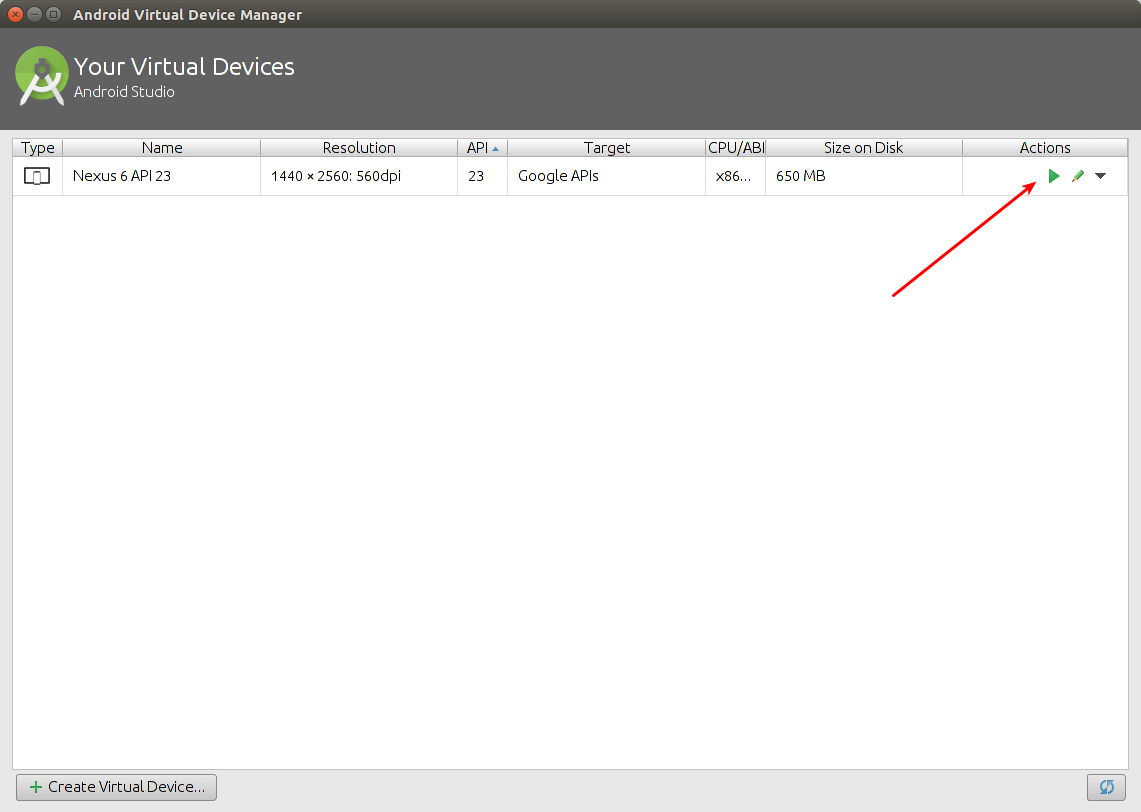 Android Virtual Device Manager
Your Virtual Devices
Android Studio
Type Name Resolution API Target CPU/ABI Size on Disk Actions
Nexus 6 API 23 1440 × 2560: 560dpi 23 Google APIs x86... 650 MB
Create Virtual Device...